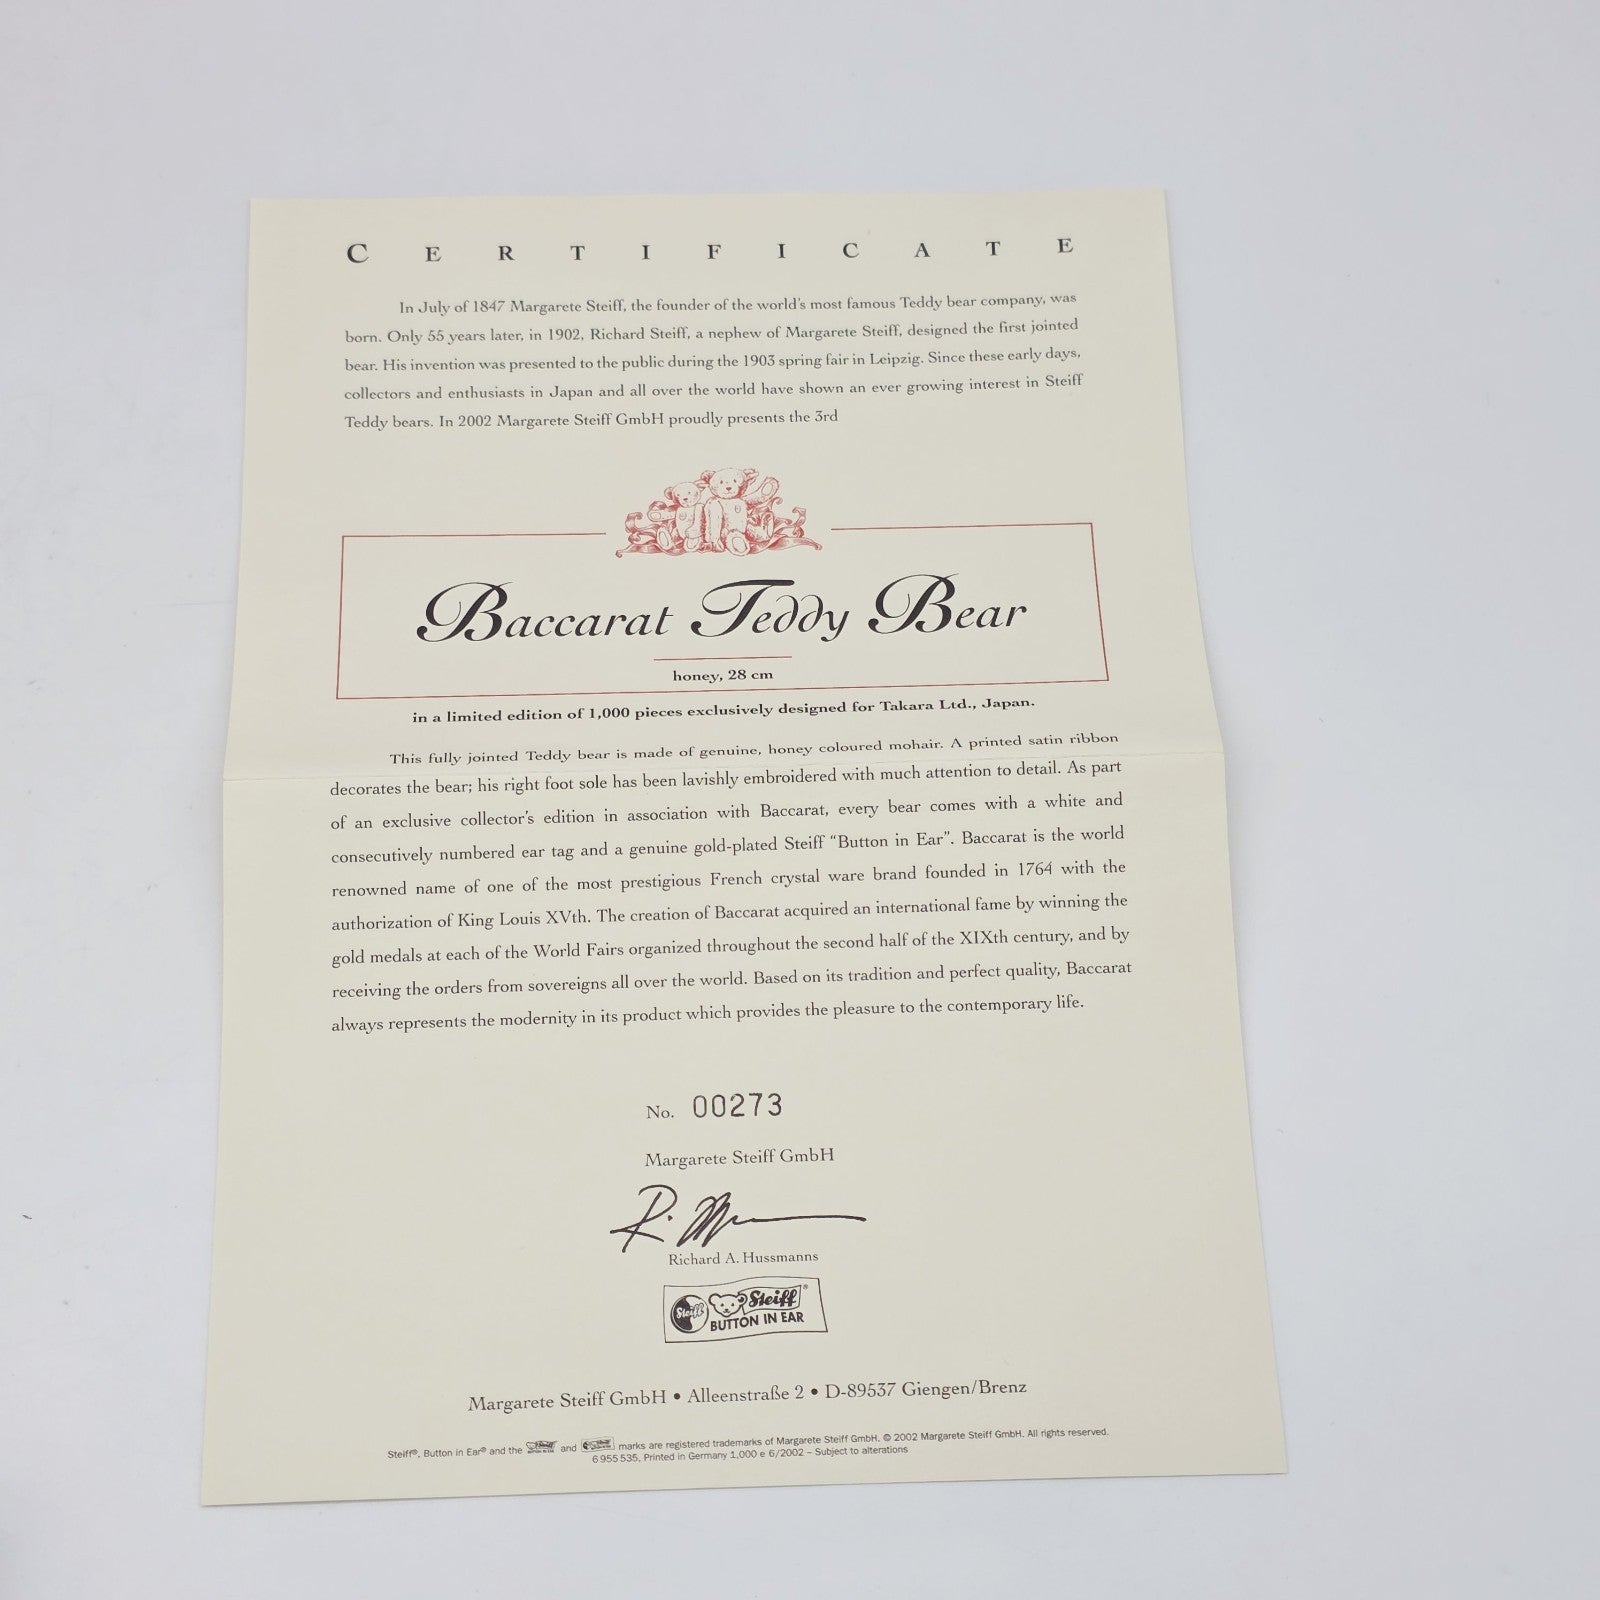 CERTIFICATE
In July of 1847 Margarete Steiff, the founder of the world's most famous Teddy bear company, was
born. Only 55 years later, in 1902, Richard Steiff, a nephew of Margarete Steiff, designed the first jointed
bear. His invention was presented to the public during the 1903 spring fair in Leipzig. Since these early days,
collectors and enthusiasts in Japan and all over the world have shown an ever growing interest in Steiff
Teddy bears. In 2002 Margarete Steiff GmbH proudly presents the 3rd
Baccarat Teddy Bear
honey, 28 cm
in a limited edition of 1,000 pieces exclusively designed for Takara Ltd., Japan.
This fully jointed Teddy bear is made of genuine, honey coloured mohair. A printed satin ribbon
decorates the bear; his right foot sole has been lavishly embroidered with much attention to detail. As part
of an exclusive collector's edition in association with Baccarat, every bear comes with a white and
consecutively numbered ear tag and a genuine gold-plated Steiff “Button in Ear”. Baccarat is the world
renowned name of one of the most prestigious French crystal ware brand founded in 1764 with the
authorization of King Louis XVth. The creation of Baccarat acquired an international fame by winning the
gold medals at each of the World Fairs organized throughout the second half of the XIXth century, and by
receiving the orders from sovereigns all over the world. Based on its tradition and perfect quality, Baccarat
always represents the modernity in its product which provides the pleasure to the contemporary life.
No. 00273
Margarete Steiff GmbH
Richard A. Hussmanns
Steiff Steiff®
BUTTON IN EAR
Margarete Steiff GmbH • Alleenstraße 2 • D-89537 Giengen/Brenz
Steiff®, Button in Ear® and the and marks are registered trademarks of Margarete Steiff GmbH. © 2002 Margarete Steiff GmbH. All rights reserved.
6 955 535, Printed in Germany 1,000 e 6/2002 – Subject to alterations